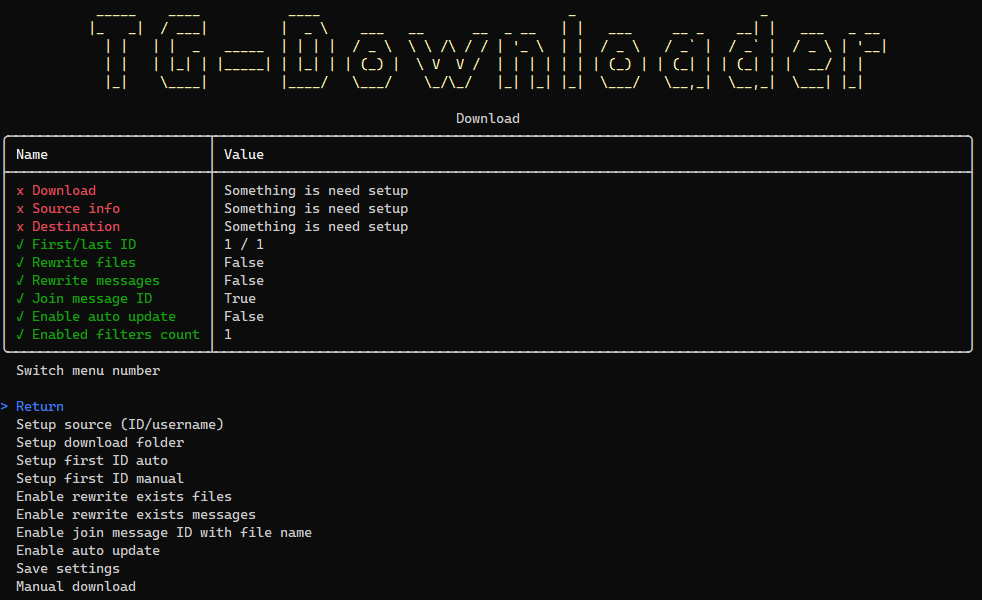 TG-Downloader
Download
Name Value
x Download Something is need setup
x Source info Something is need setup
x Destination Something is need setup
√ First/last ID 1 / 1
√ Rewrite files False
√ Rewrite messages False
√ Join message ID True
√ Enable auto update False
√ Enabled filters count 1
Switch menu number
> Return
Setup source (ID/username)
Setup download folder
Setup first ID auto
Setup first ID manual
Enable rewrite exists files
Enable rewrite exists messages
Enable join message ID with file name
Enable auto update
Save settings
Manual download